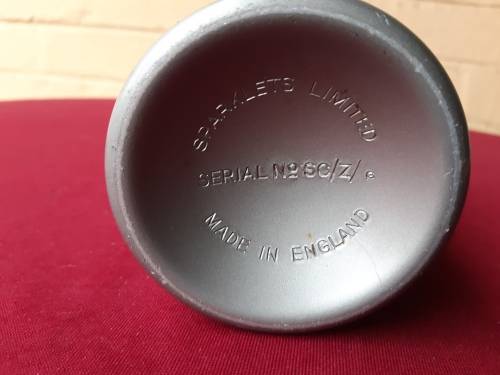 SPARKLETS LIMITED
SERIAL Nº SC/Z/
MADE IN ENGLAND